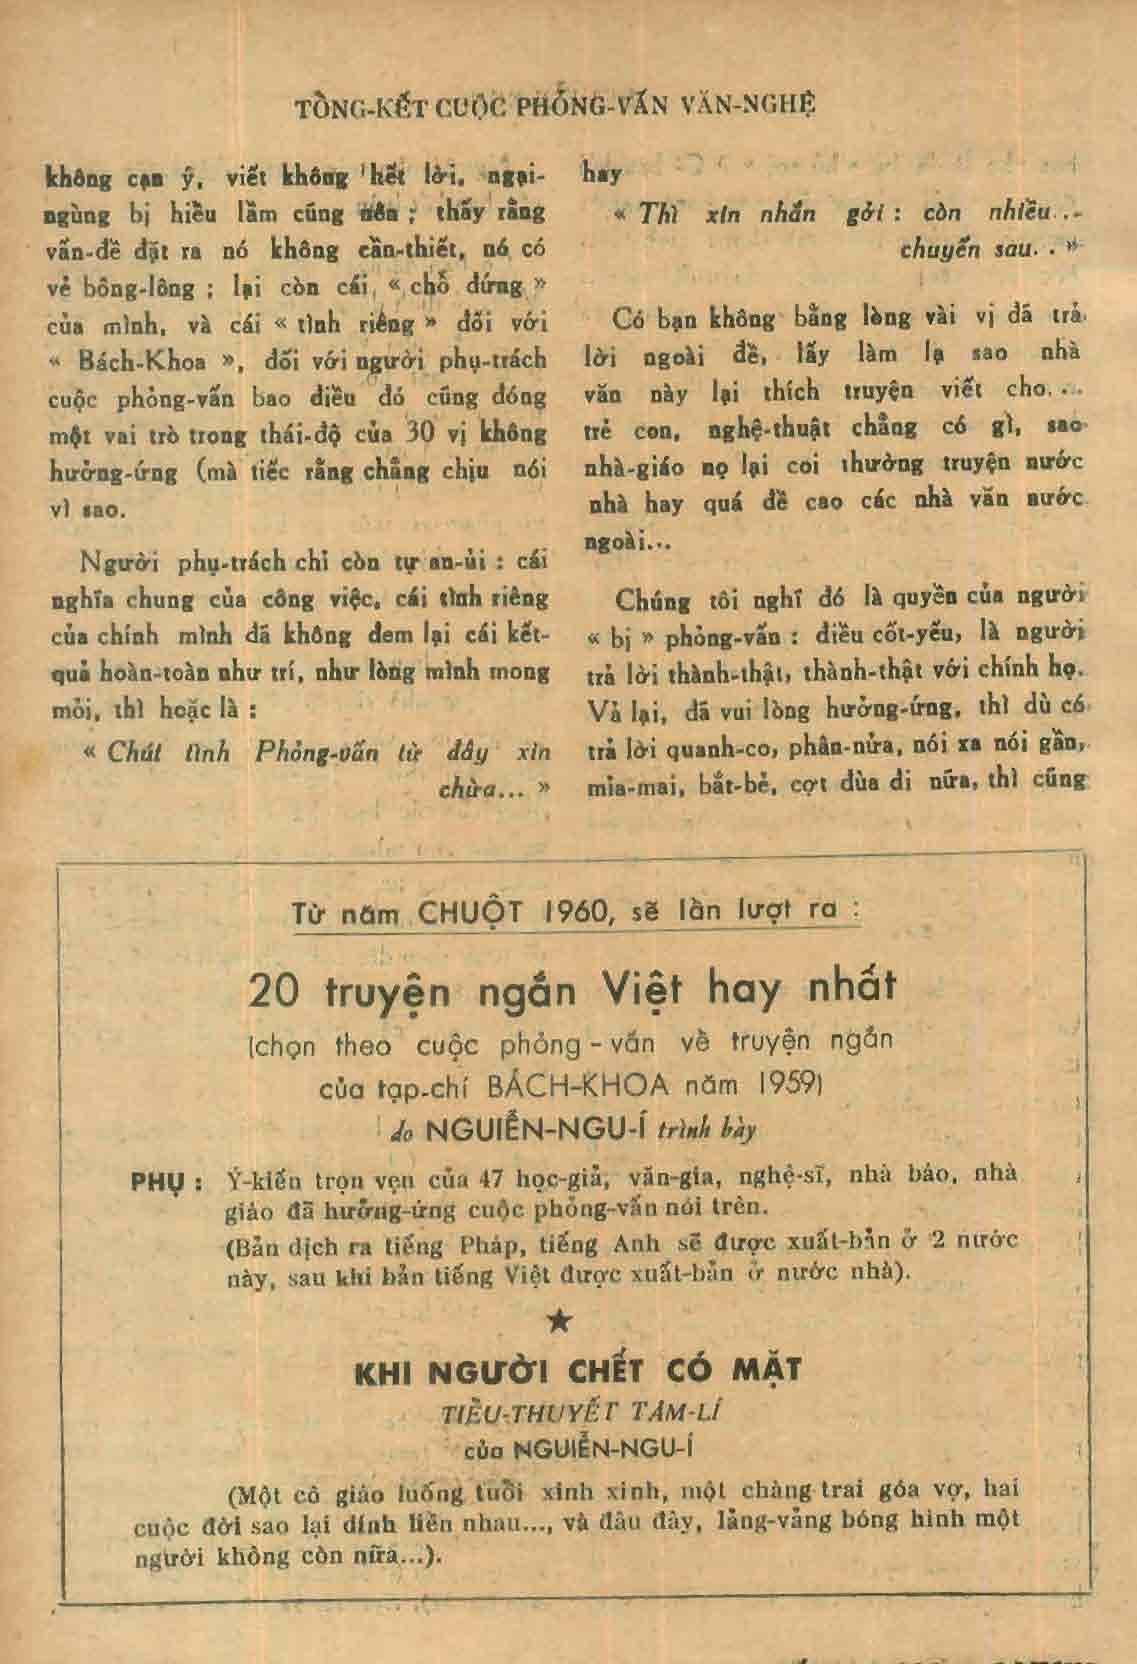 TỔNG-KẾT CUỘC PHỎNG-VẤN VĂN-NGHỆ
không cạn ý, viết không hết lời, ngại-
ngùng bị hiểu lầm cũng nên ; thấy rằng
vấn-đề đặt ra nó không cần-thiết, nó có
vẻ bông-lông ; lại còn cái « chỗ đứng »
của mình, và cái « tình riêng » đối với
« Bách-Khoa », đối với người phụ-trách
cuộc phỏng-vấn bao điều đó cũng đóng
một vai trò trong thái-độ của 30 vị không
hưởng-ứng (mà tiếc rằng chẳng chịu nói
vì sao.
Người phụ-trách chỉ còn tự an-ủi : cái
nghĩa chung của công việc, cái tình riêng
của chính mình đã không đem lại cái kết-
quả hoàn-toàn như trí, như lòng mình mong
mỏi, thì hoặc là :
« Chút tình Phỏng-vấn từ đây xin
chừa... »
hay
« Thì xin nhắn gởi : còn nhiều...
chuyến sau. . »
Có bạn không bằng lòng vài vị đã trả
lời ngoài đề, lấy làm lạ sao nhà
văn này lại thích truyện viết cho. ..
trẻ con, nghệ-thuật chẳng có gì, sao
nhà-giáo nọ lại coi thường truyện nước
nhà hay quá đề cao các nhà văn nước
ngoài...
Chúng tôi nghĩ đó là quyền của người
« bị » phỏng-vấn : điều cốt-yếu, là người
trả lời thành-thật, thành-thật với chính họ.
Vả lại, đã vui lòng hưởng-ứng, thì dù có
trả lời quanh-co, phân-nửa, nói xa nói gần,
mỉa-mai, bắt-bẻ, cợt đùa đi nữa, thì cũng
Từ năm CHUỘT 1960, sẽ lần lượt ra :
20 truyện ngắn Việt hay nhất
(chọn theo cuộc phỏng - vấn về truyện ngắn
của tạp-chí BÁCH-KHOA năm 1959)
do NGUIỄN-NGU-Í trình bày
PHỤ : Ý-kiến trọn vẹn của 47 học-giả, văn-gia, nghệ-sĩ, nhà báo, nhà
giáo đã hưởng-ứng cuộc phỏng-vấn nói trên.
(Bản dịch ra tiếng Pháp, tiếng Anh sẽ được xuất-bản ở 2 nước
này, sau khi bản tiếng Việt được xuất-bản ở nước nhà).
★
KHI NGƯỜI CHẾT CÓ MẶT
TIỂU-THUYẾT TÂM-LÍ
của NGUIỄN-NGU-Í
(Một cô giáo luống tuổi xinh xinh, một chàng trai góa vợ, hai
cuộc đời sao lại dính liền nhau..., và đâu đây, lảng-vảng bóng hình một
người không còn nữa...).